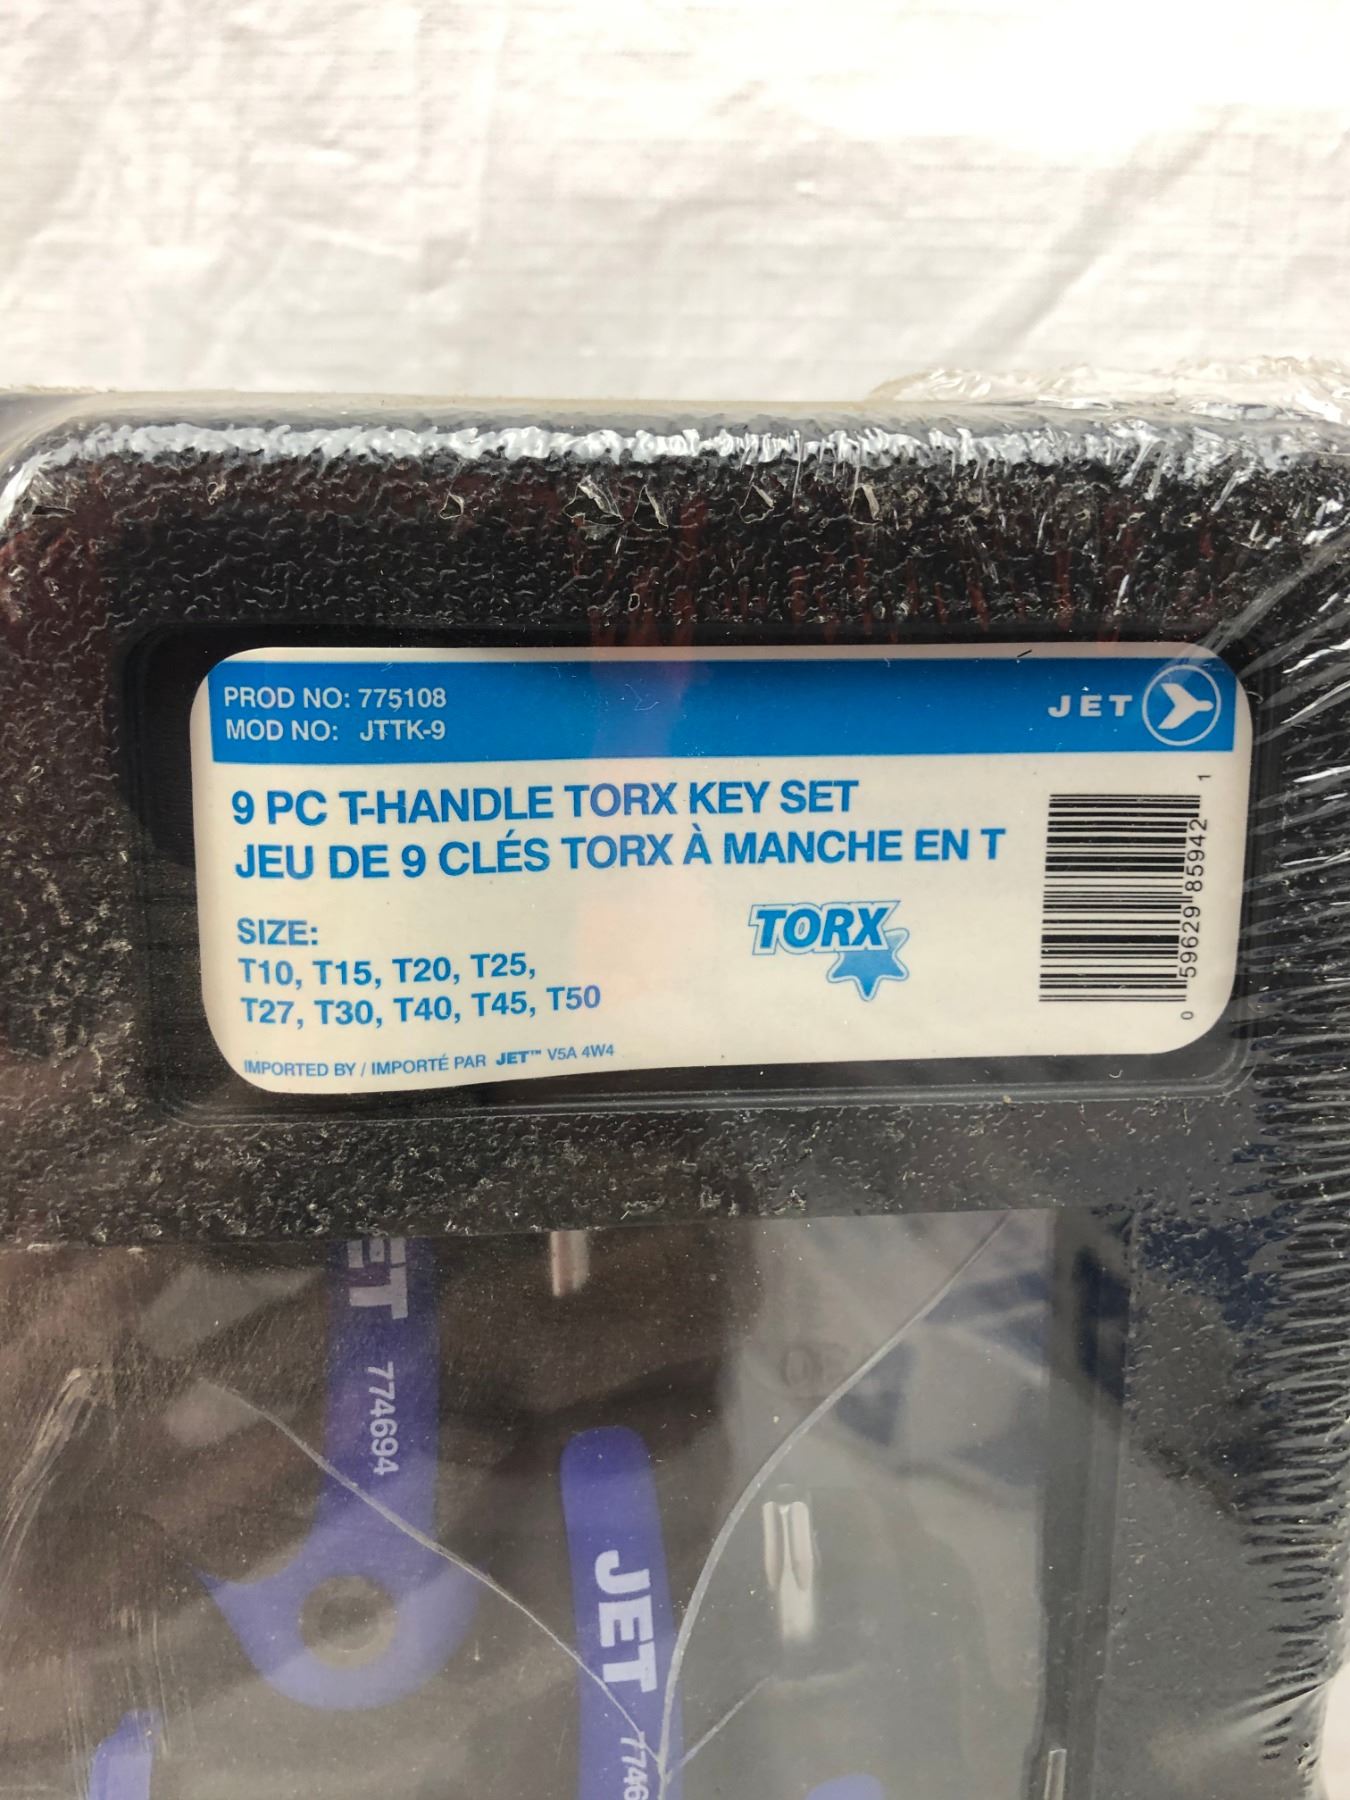 PROD NO: 775108
MOD NO: JTTK-9
JET
9 PC T-HANDLE TORX KEY SET
JEU DE 9 CLÉS TORX À MANCHE EN T
SIZE:
T10, T15, T20, T25,
T27, T30, T40, T45, T50
TORX
IMPORTED BY / IMPORTÉ PAR JET™ V5A 4W4
0 59629 85942 1
ET 774694
JET 7746